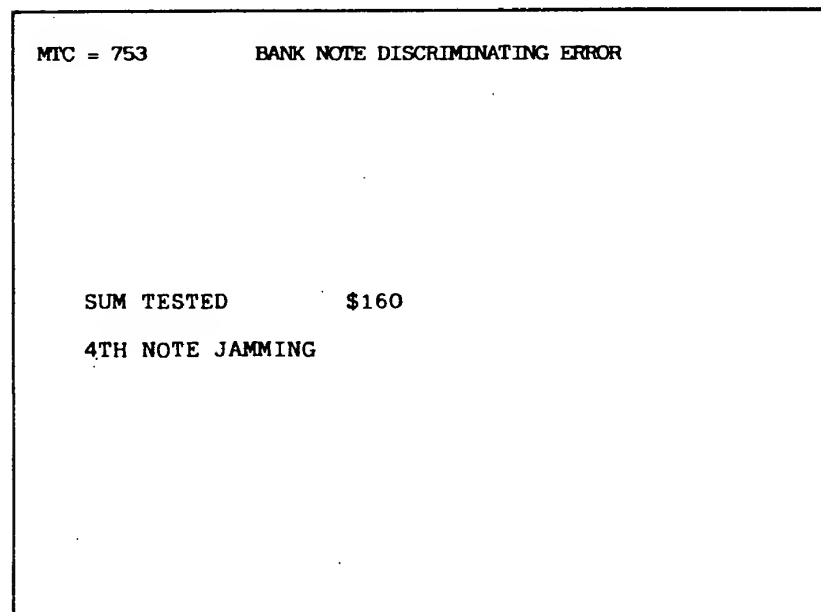 MTC = 753 BANK NOTE DISCRIMINATING ERROR
SUM TESTED $160
4TH NOTE JAMMING